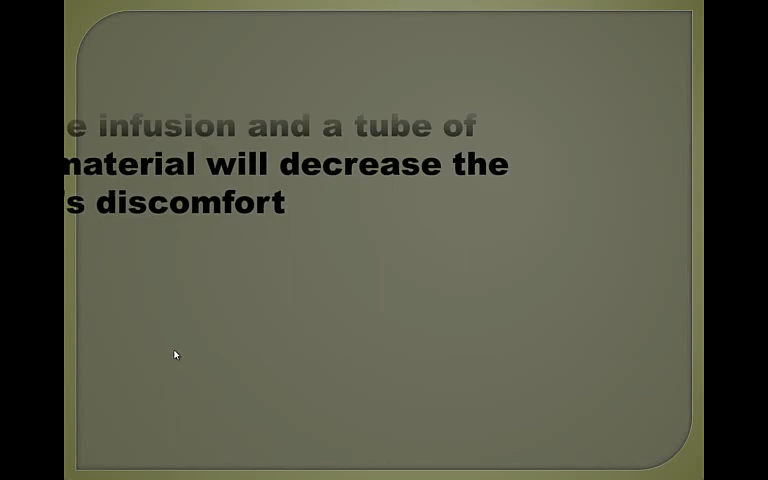 e infusion and a tube of
material will decrease the
's discomfort